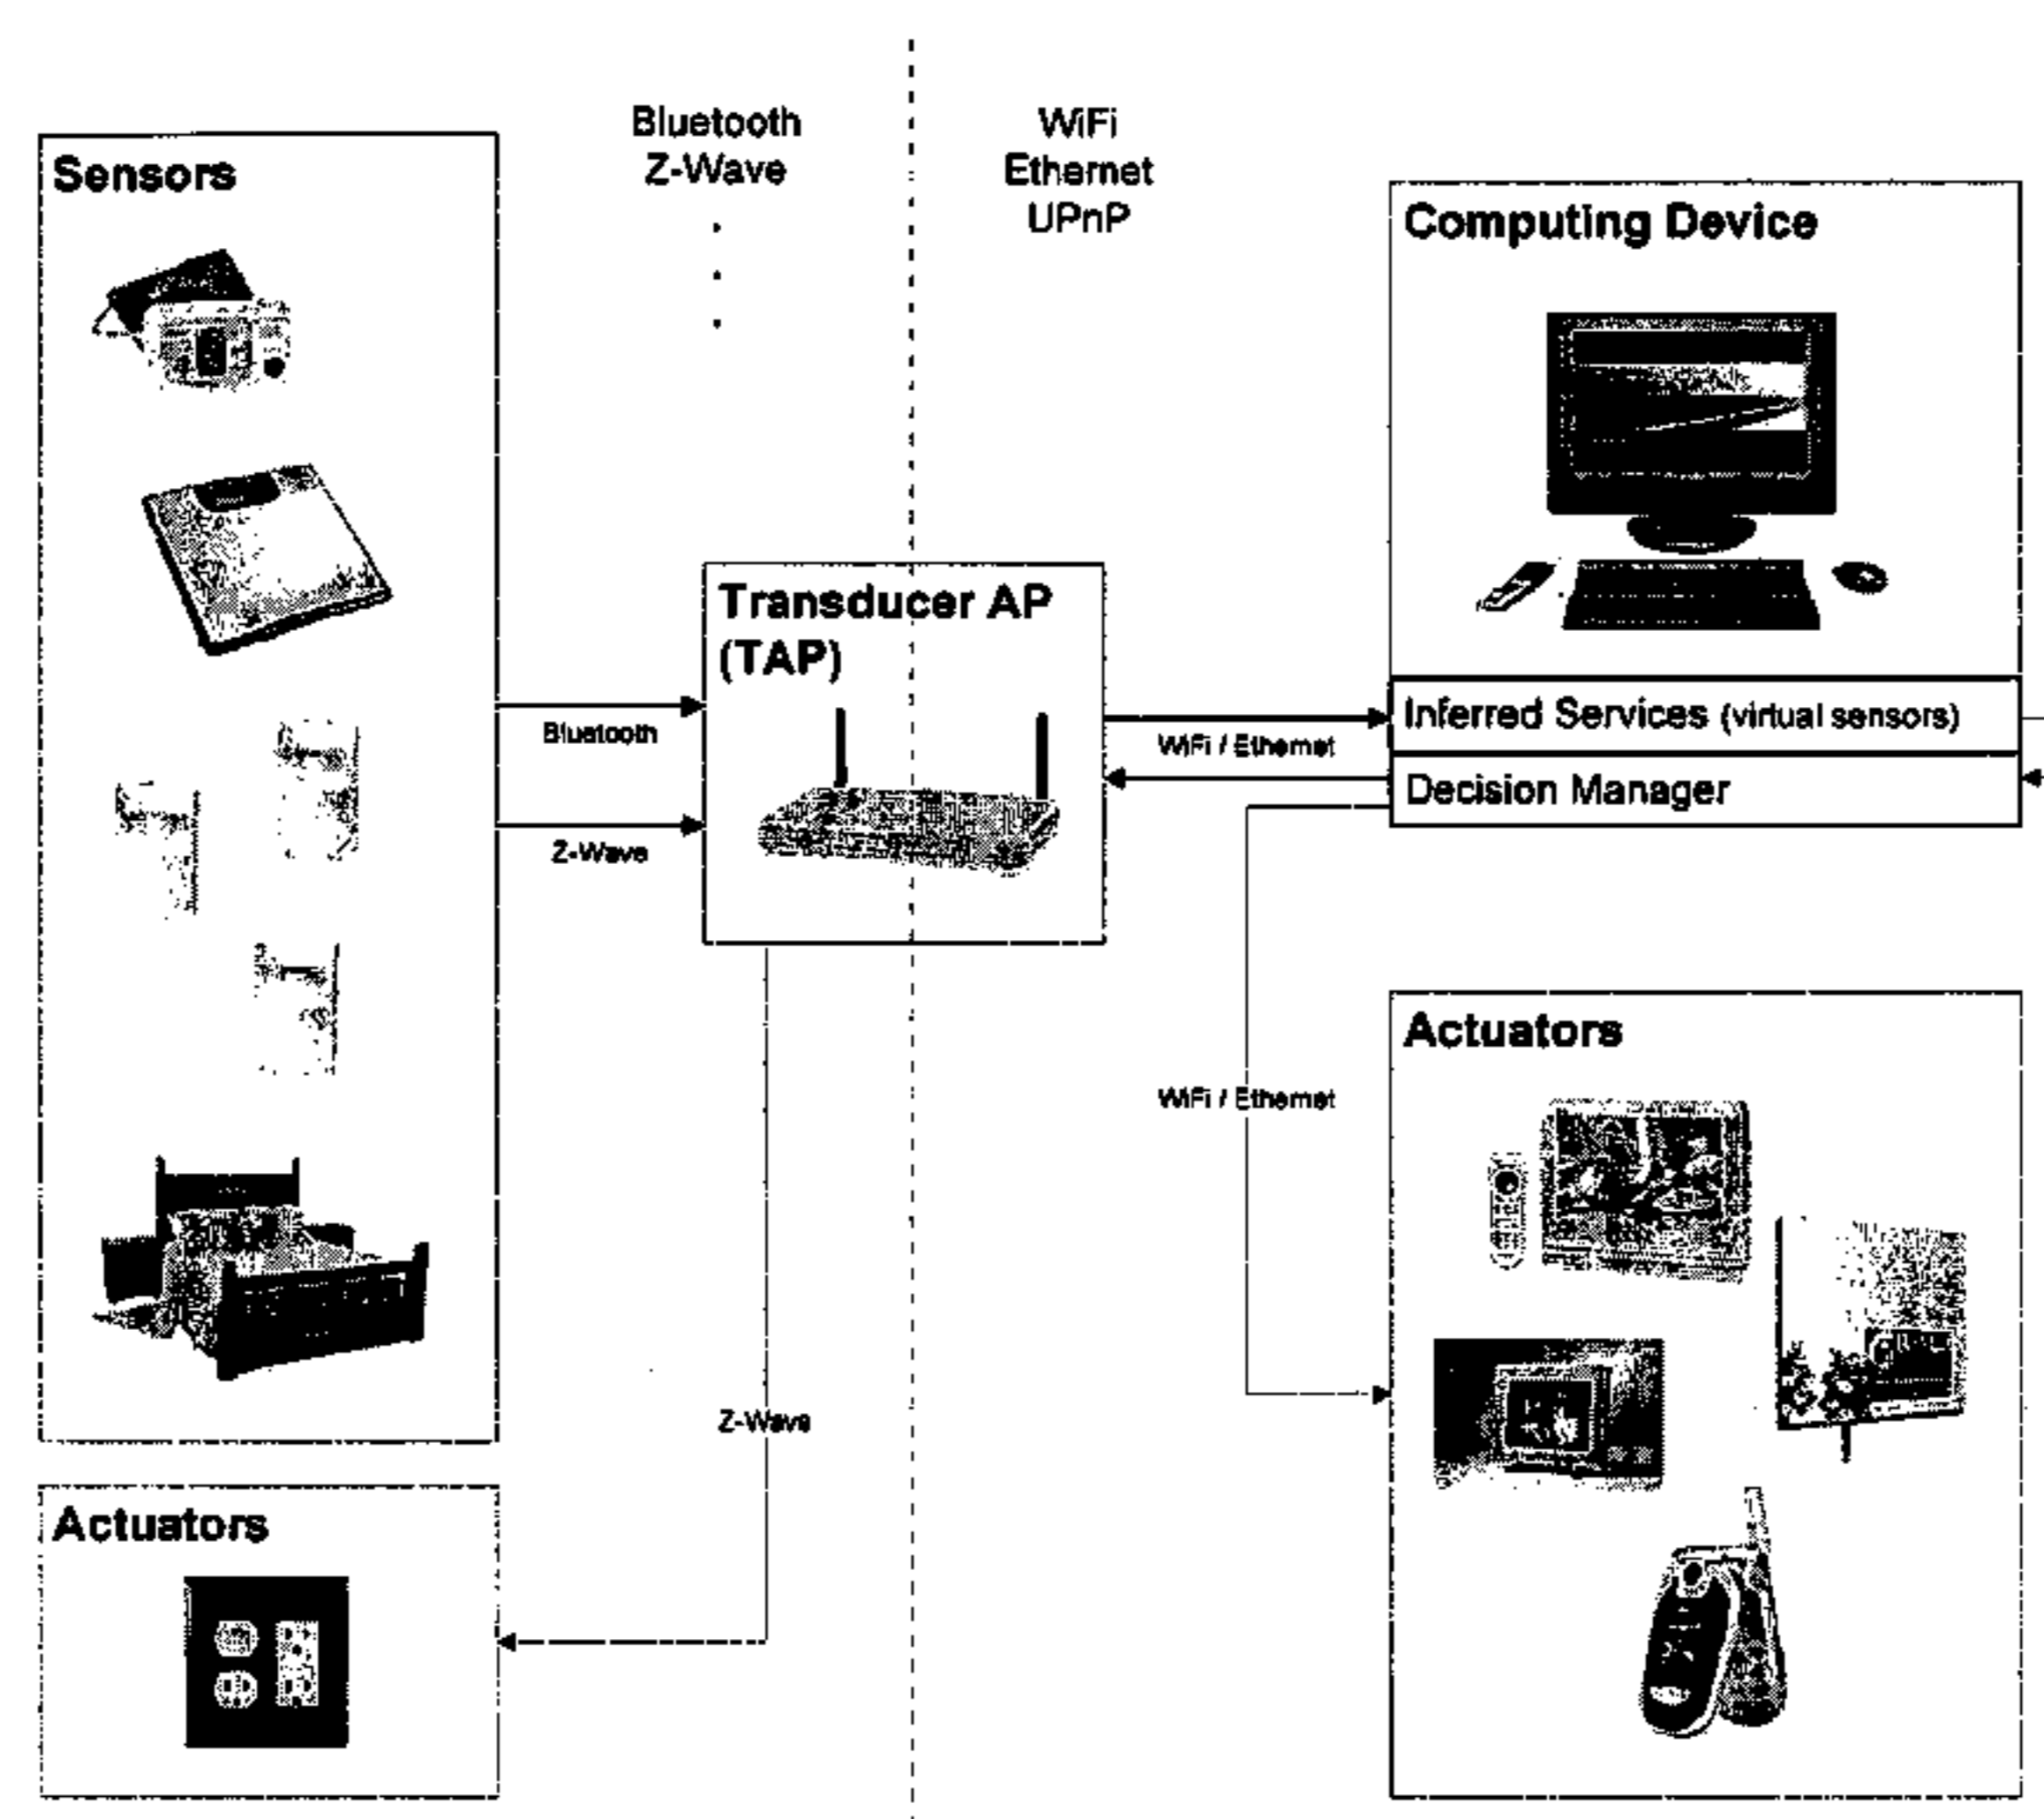 Bluetooth
Z-Wave
WiFi
Ethernet
UPnP
Sensors
Computing Device
Transducer AP
(TAP)
Bluetooth
Z-Wave
WiFi / Ethernet
Inferred Services (virtual sensors)
Decision Manager
WiFi / Ethernet
Actuators
Z-Wave
Actuators